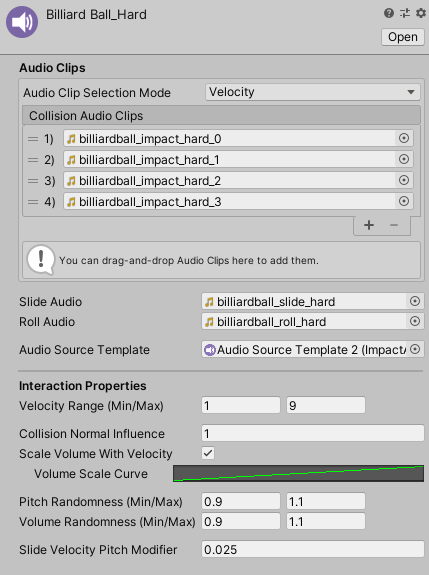 Billiard Ball_Hard
Open
Audio Clips
Audio Clip Selection Mode Velocity
Collision Audio Clips
1) billiardball_impact_hard_0
2) billiardball_impact_hard_1
3) billiardball_impact_hard_2
4) billiardball_impact_hard_3
+ −
You can drag-and-drop Audio Clips here to add them.
Slide Audio billiardball_slide_hard
Roll Audio billiardball_roll_hard
Audio Source Template Audio Source Template 2 (Impact
Interaction Properties
Velocity Range (Min/Max) 1 9
Collision Normal Influence 1
Scale Volume With Velocity
Volume Scale Curve
Pitch Randomness (Min/Max) 0.9 1.1
Volume Randomness (Min/Max) 0.9 1.1
Slide Velocity Pitch Modifier 0.025